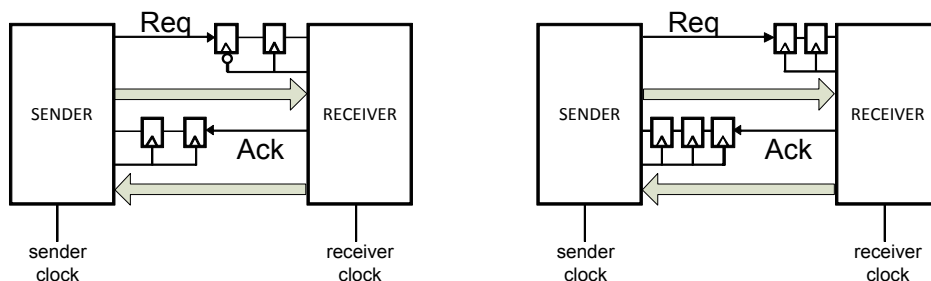 Req
SENDER
RECEIVER
Ack
sender
clock
receiver
clock
Req
SENDER
RECEIVER
Ack
sender
clock
receiver
clock